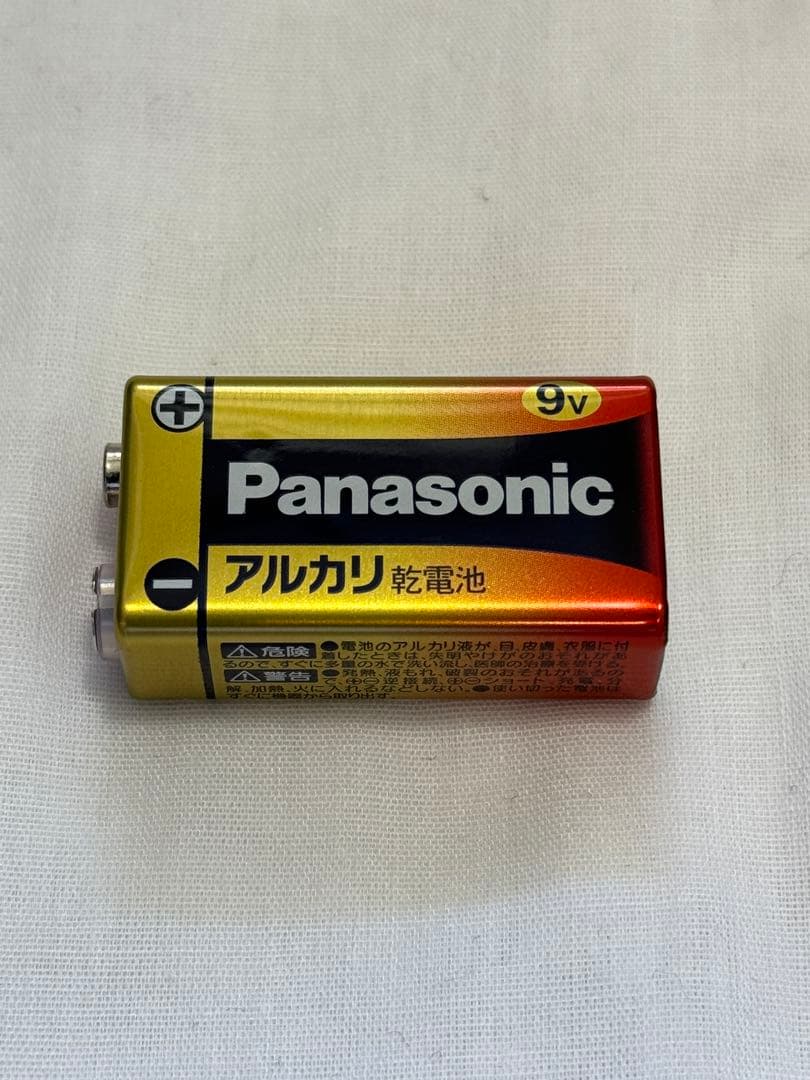 9V
Panasonic
アルカリ乾電池
⚠危険 ●電池のアルカリ液が、目、皮膚、衣服に付
着したときは、失明やけがのおそれがあ
るので、すぐに多量の水で洗い流し、医師の治療を受ける。
⚠警告 ●発熱、液もれ、破裂のおそれがあるの
で、⊕⊖逆接続、⊕⊖ショート、充電、分
解、加熱、火に入れるなどしない。●使い切った電池は
すぐに機器から取り出す。